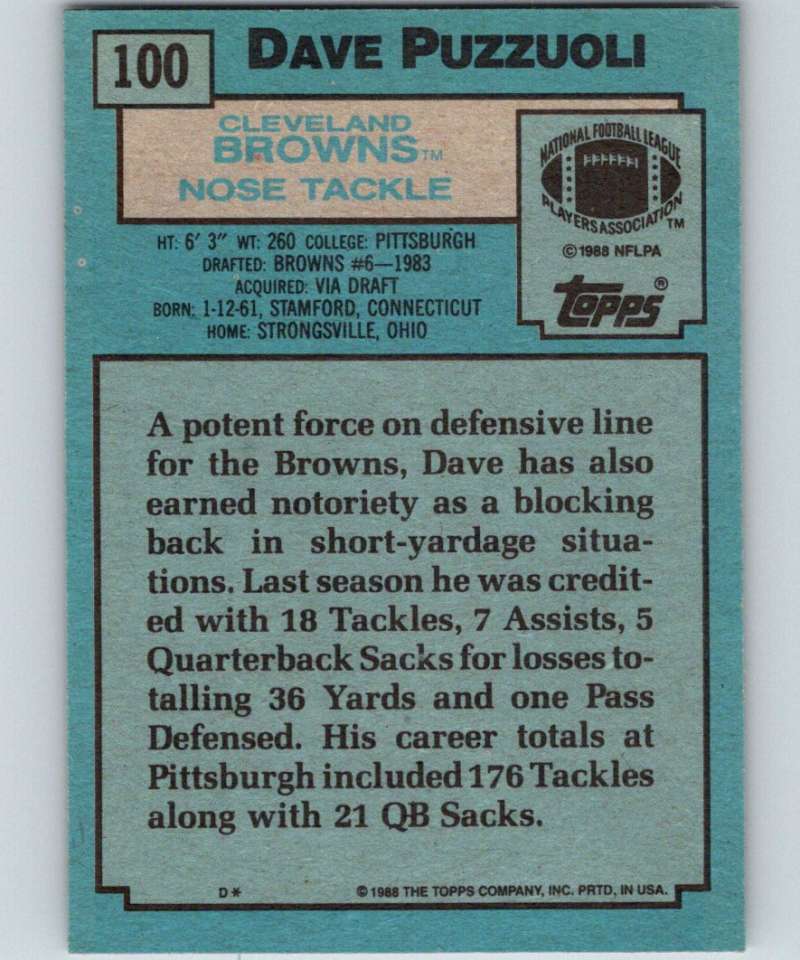 100
DAVE PUZZUOLI
CLEVELAND
BROWNS™
NOSE TACKLE
HT: 6' 3" WT: 260 COLLEGE: PITTSBURGH
DRAFTED: BROWNS #6—1983
ACQUIRED: VIA DRAFT
BORN: 1-12-61, STAMFORD, CONNECTICUT
HOME: STRONGSVILLE, OHIO
NATIONAL FOOTBALL LEAGUE
PLAYERS ASSOCIATION™
©1988 NFLPA
topps®
A potent force on defensive line
for the Browns, Dave has also
earned notoriety as a blocking
back in short-yardage situa-
tions. Last season he was credit-
ed with 18 Tackles, 7 Assists, 5
Quarterback Sacks for losses to-
talling 36 Yards and one Pass
Defensed. His career totals at
Pittsburgh included 176 Tackles
along with 21 QB Sacks.
D*
©1988 THE TOPPS COMPANY, INC. PRTD, IN USA.